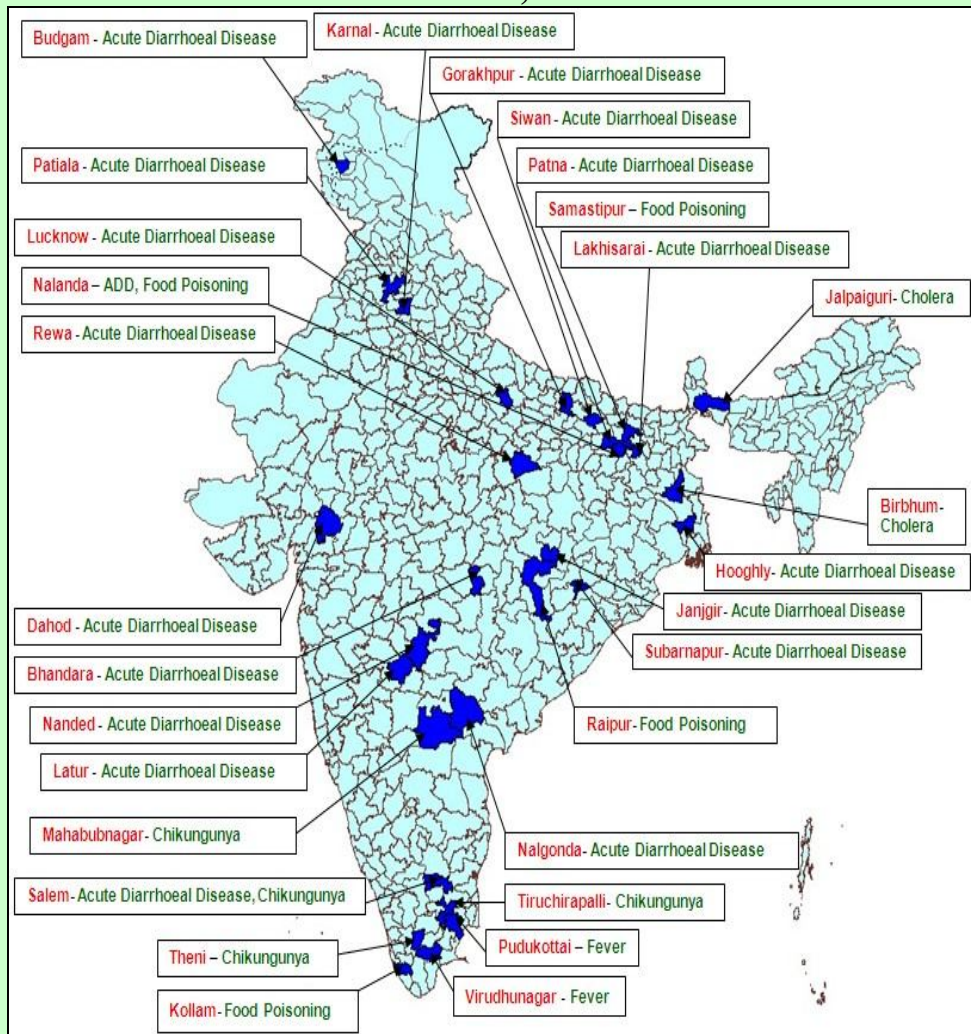 Budgam - Acute Diarrhoeal Disease
Karnal - Acute Diarrhoeal Disease
Gorakhpur - Acute Diarrhoeal Disease
Siwan - Acute Diarrhoeal Disease
Patiala - Acute Diarrhoeal Disease
Patna - Acute Diarrhoeal Disease
Samastipur – Food Poisoning
Lucknow - Acute Diarrhoeal Disease
Lakhisarai - Acute Diarrhoeal Disease
Nalanda – ADD, Food Poisoning
Jalpaiguri- Cholera
Rewa - Acute Diarrhoeal Disease
Birbhum-
Cholera
Hooghly- Acute Diarrhoeal Disease
Janjgir- Acute Diarrhoeal Disease
Dahod - Acute Diarrhoeal Disease
Subarnapur- Acute Diarrhoeal Disease
Bhandara - Acute Diarrhoeal Disease
Nanded - Acute Diarrhoeal Disease
Raipur- Food Poisoning
Latur - Acute Diarrhoeal Disease
Mahabubnagar- Chikungunya
Nalgonda- Acute Diarrhoeal Disease
Salem- Acute Diarrhoeal Disease, Chikungunya
Tiruchirapalli- Chikungunya
Theni – Chikungunya
Pudukottai – Fever
Kollam- Food Poisoning
Virudhunagar – Fever